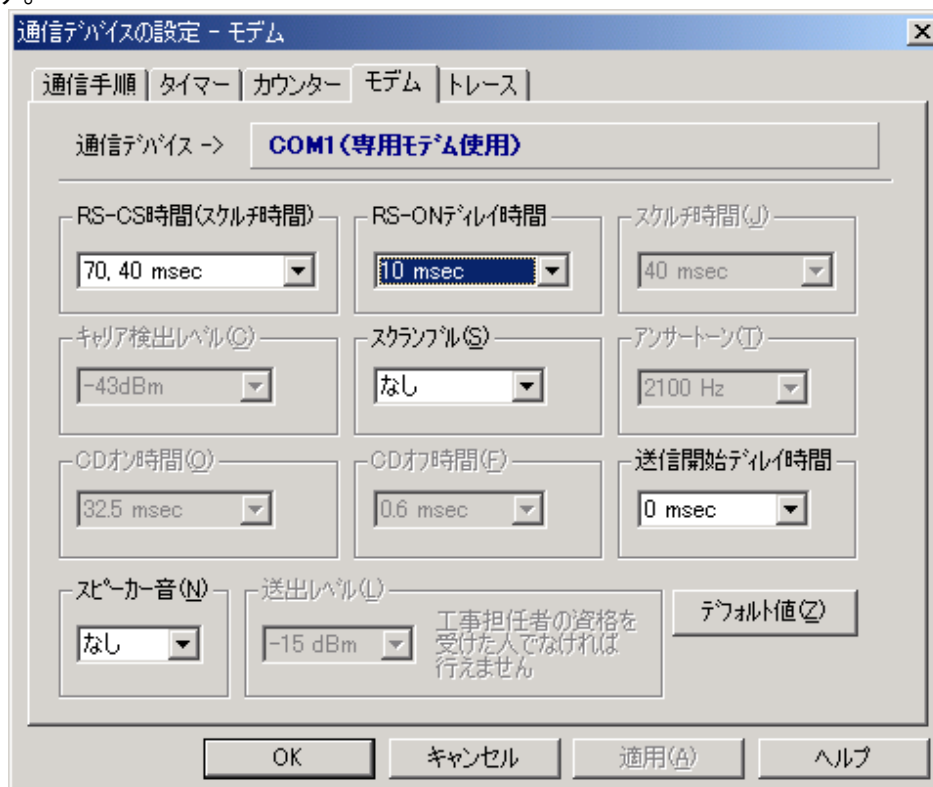 す。
通信ﾃﾞﾊﾞｲｽの設定 - モデム
通信手順 タイマー カウンター モデム トレース
通信ﾃﾞﾊﾞｲｽ -> COM1(専用ﾓﾃﾞﾑ使用)
RS-CS時間(ｽｹﾙﾁ時間) RS-ONﾃﾞｨﾚｲ時間 ｽｹﾙﾁ時間(J)
70, 40 msec 10 msec 40 msec
ｷｬﾘｱ検出ﾚﾍﾞﾙ(C) ｽｸﾗﾝﾌﾞﾙ(S) ｱﾝｻｰﾄｰﾝ(T)
-43dBm なし 2100 Hz
CDｵﾝ時間(O) CDｵﾌ時間(F) 送信開始ﾃﾞｨﾚｲ時間
32.5 msec 0.6 msec 0 msec
ｽﾋﾟｰｶｰ音(N) 送出ﾚﾍﾞﾙ(L) ﾃﾞﾌｫﾙﾄ値(Z)
なし -15 dBm 工事担任者の資格を
受けた人でなければ
行えません
OK キャンセル 適用(A) ヘルプ